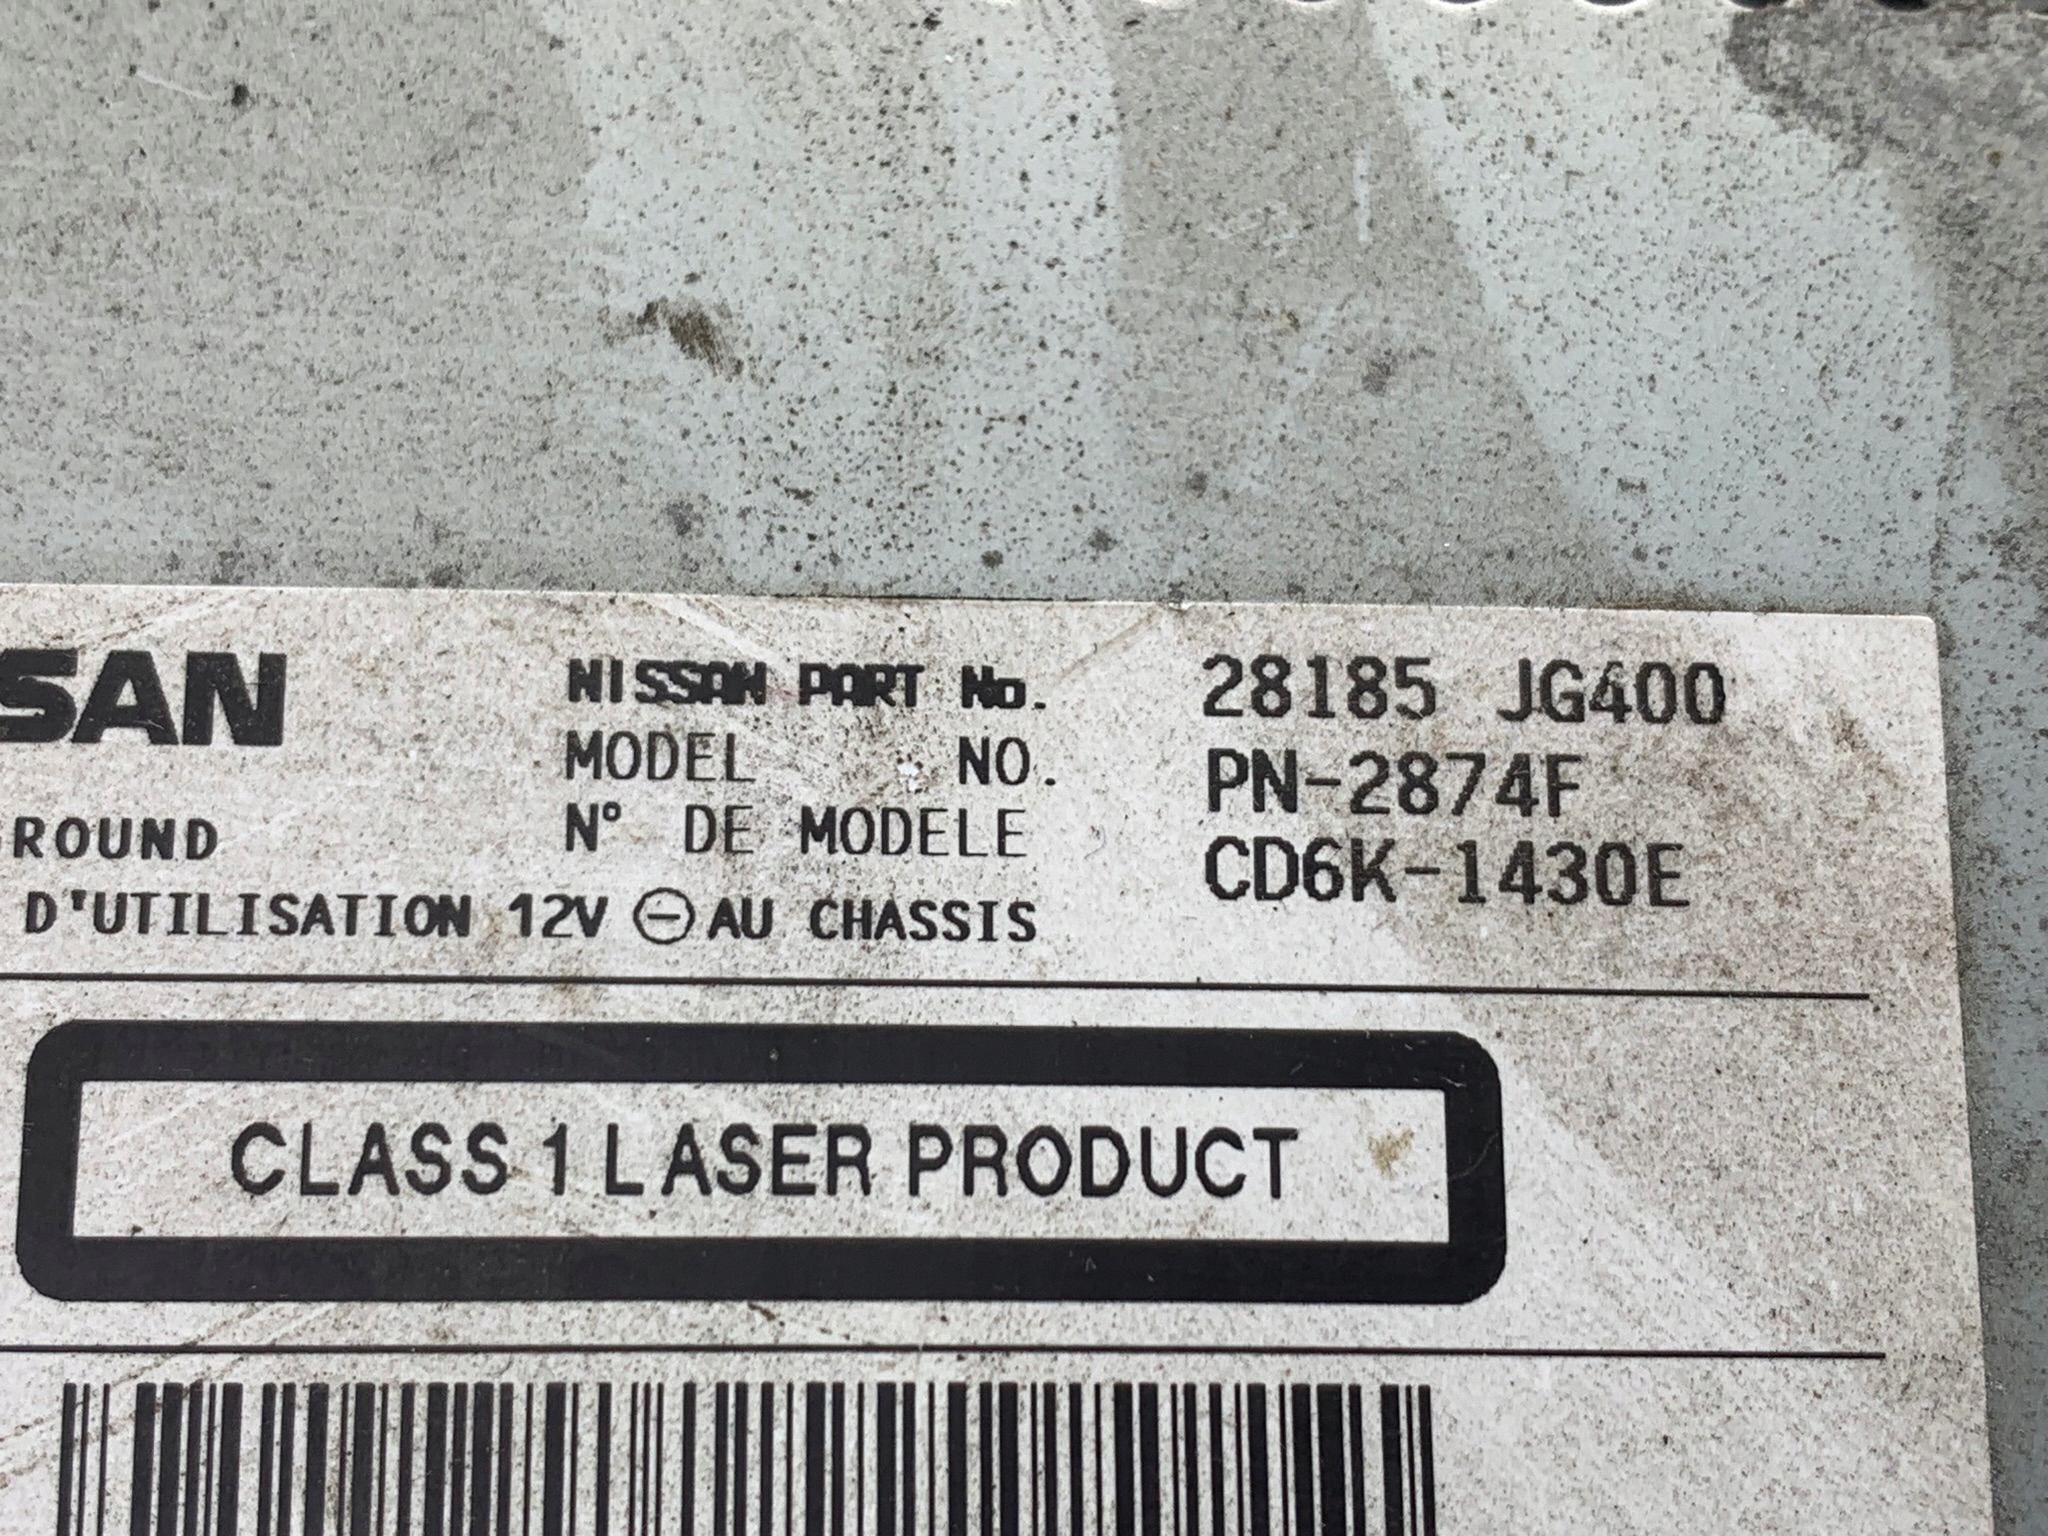 SSAN NISSAN PART No. 28185 JG400
MODEL NO. PN-2874F
ROUND N° DE MODELE CD6K-1430E
D'UTILISATION 12V ⊖ AU CHASSIS
CLASS 1 LASER PRODUCT